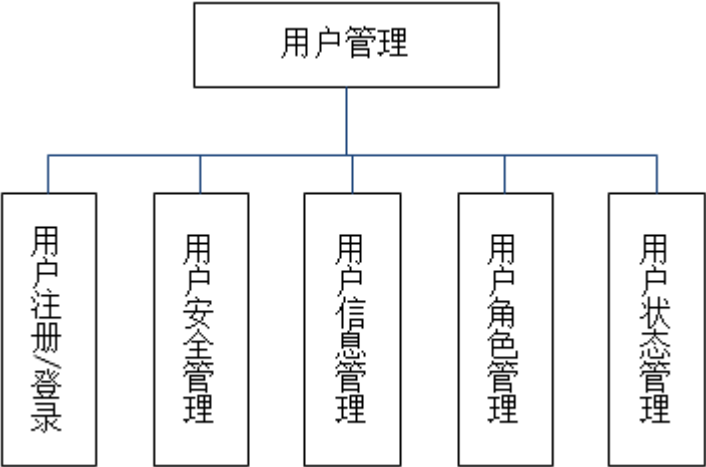 用户管理
用户注册/登录
用户安全管理
用户信息管理
用户角色管理
用户状态管理